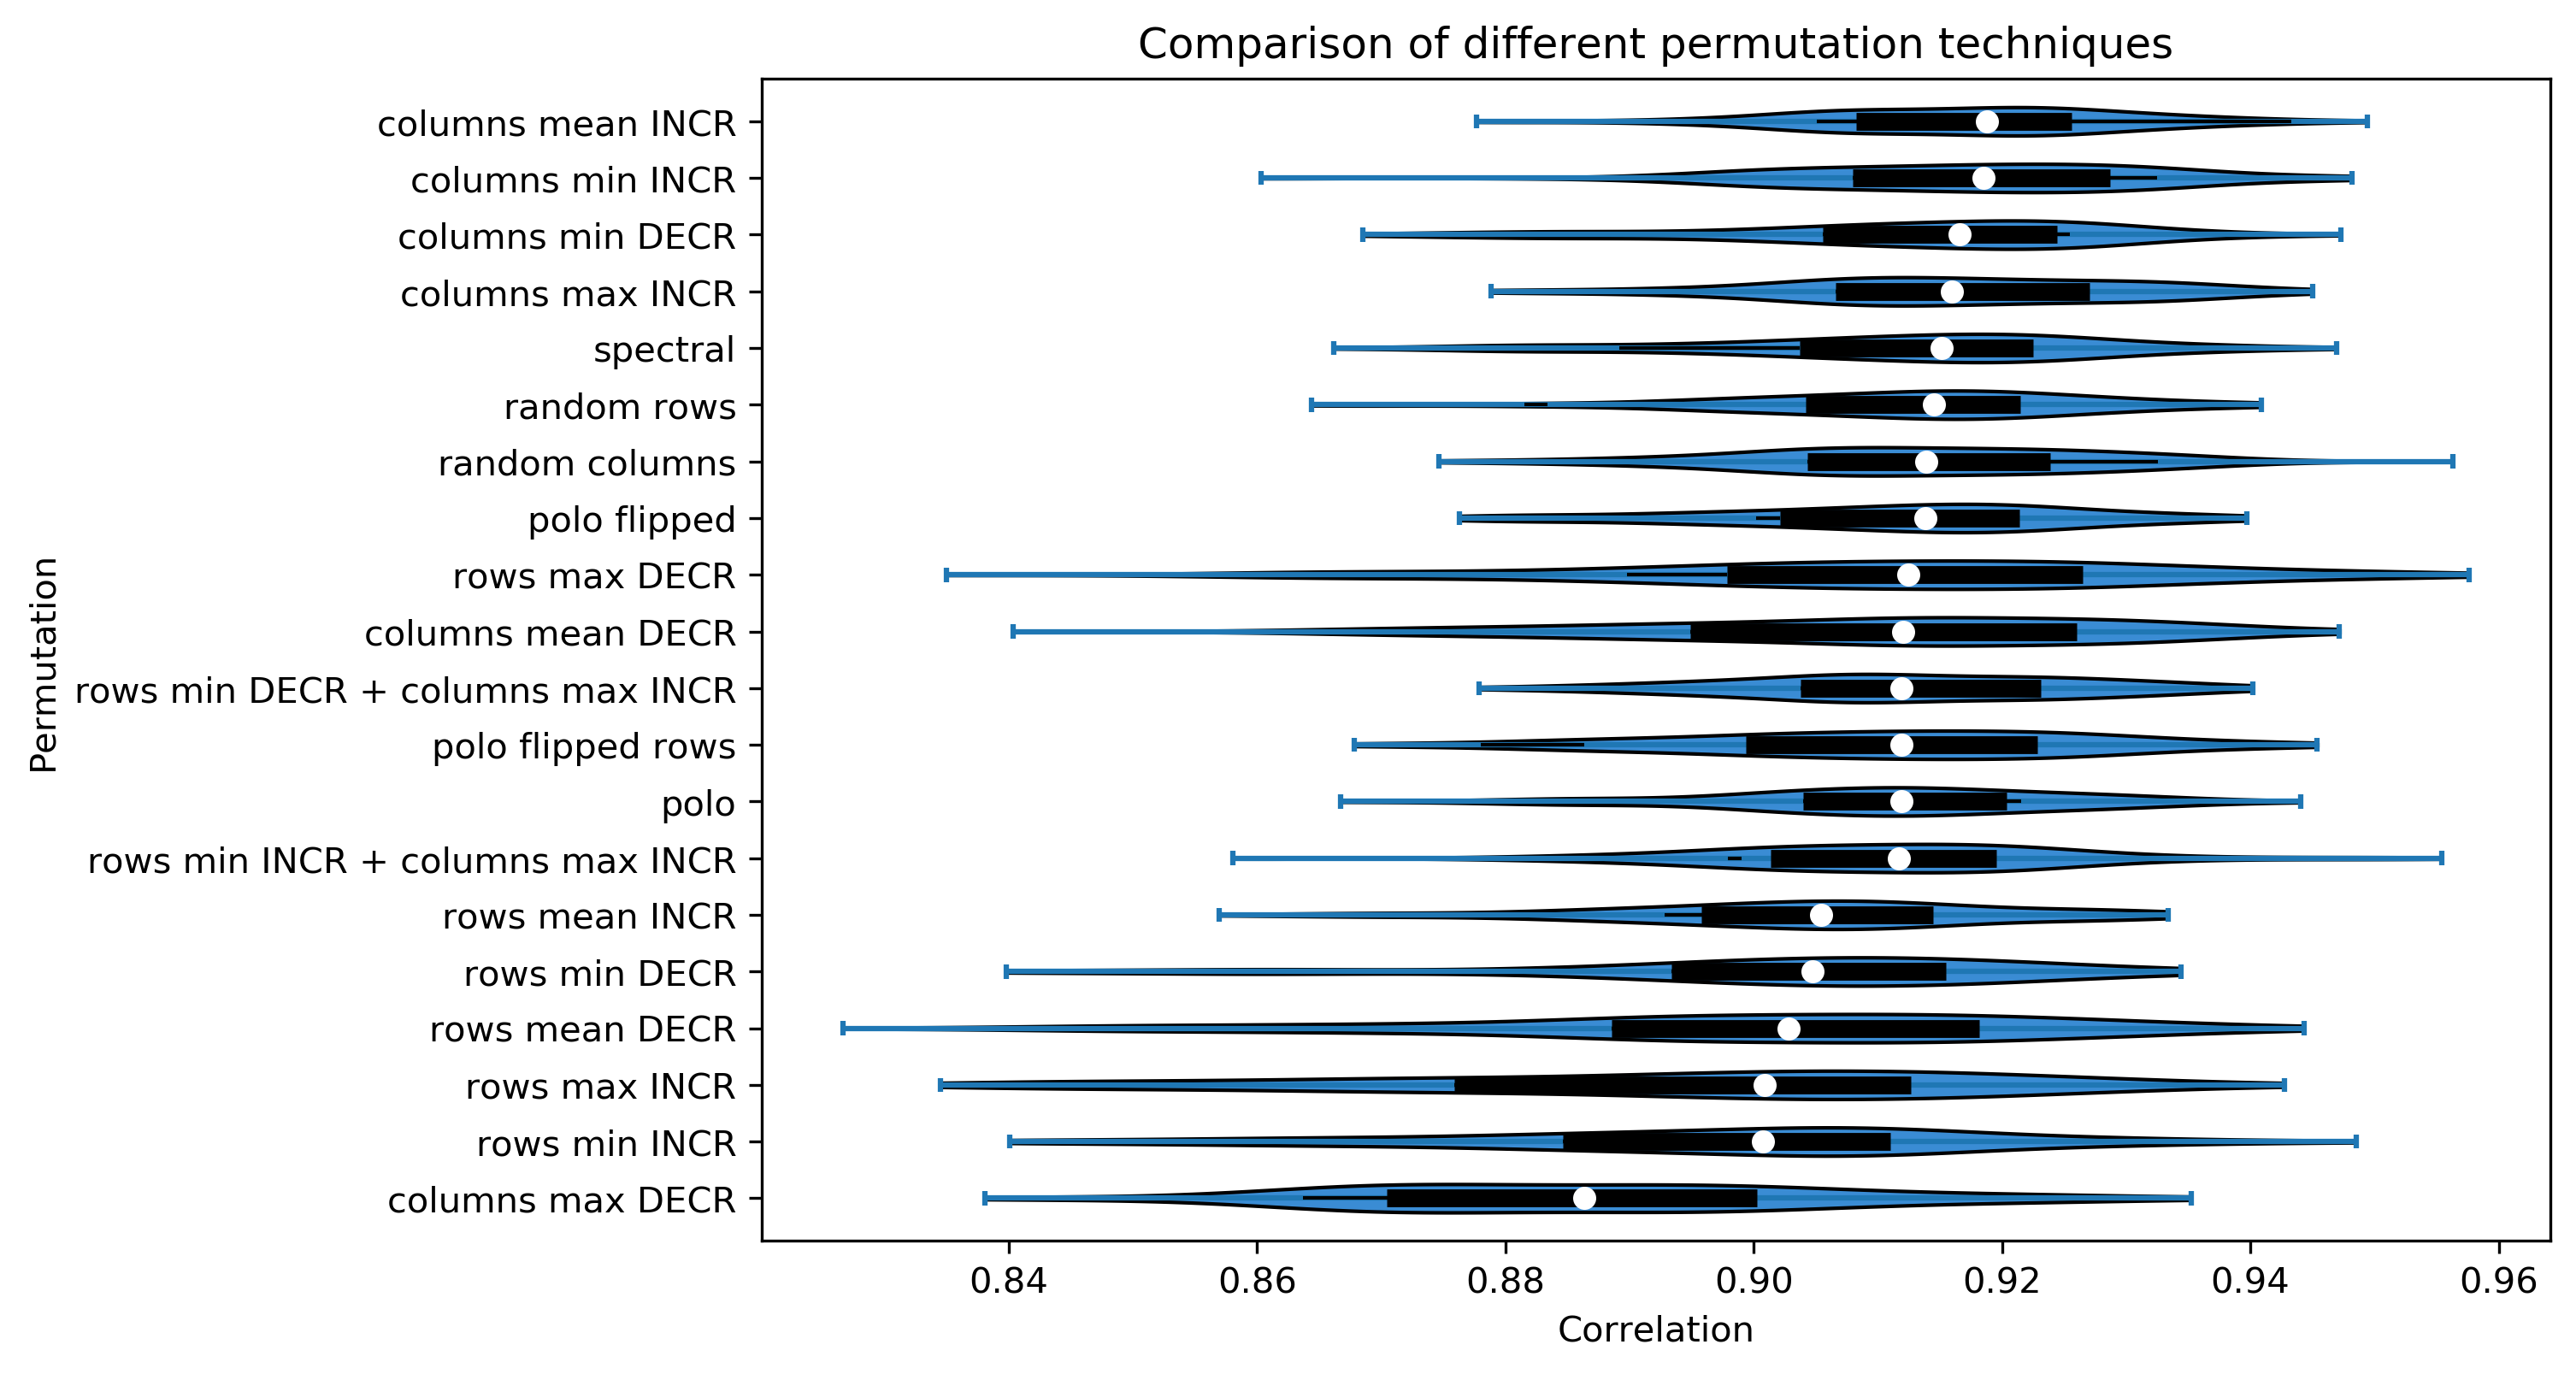 Comparison of different permutation techniques
Permutation
columns mean INCR
columns min INCR
columns min DECR
columns max INCR
spectral
random rows
random columns
polo flipped
rows max DECR
columns mean DECR
rows min DECR + columns max INCR
polo flipped rows
polo
rows min INCR + columns max INCR
rows mean INCR
rows min DECR
rows mean DECR
rows max INCR
rows min INCR
columns max DECR
0.84 0.86 0.88 0.90 0.92 0.94 0.96
Correlation